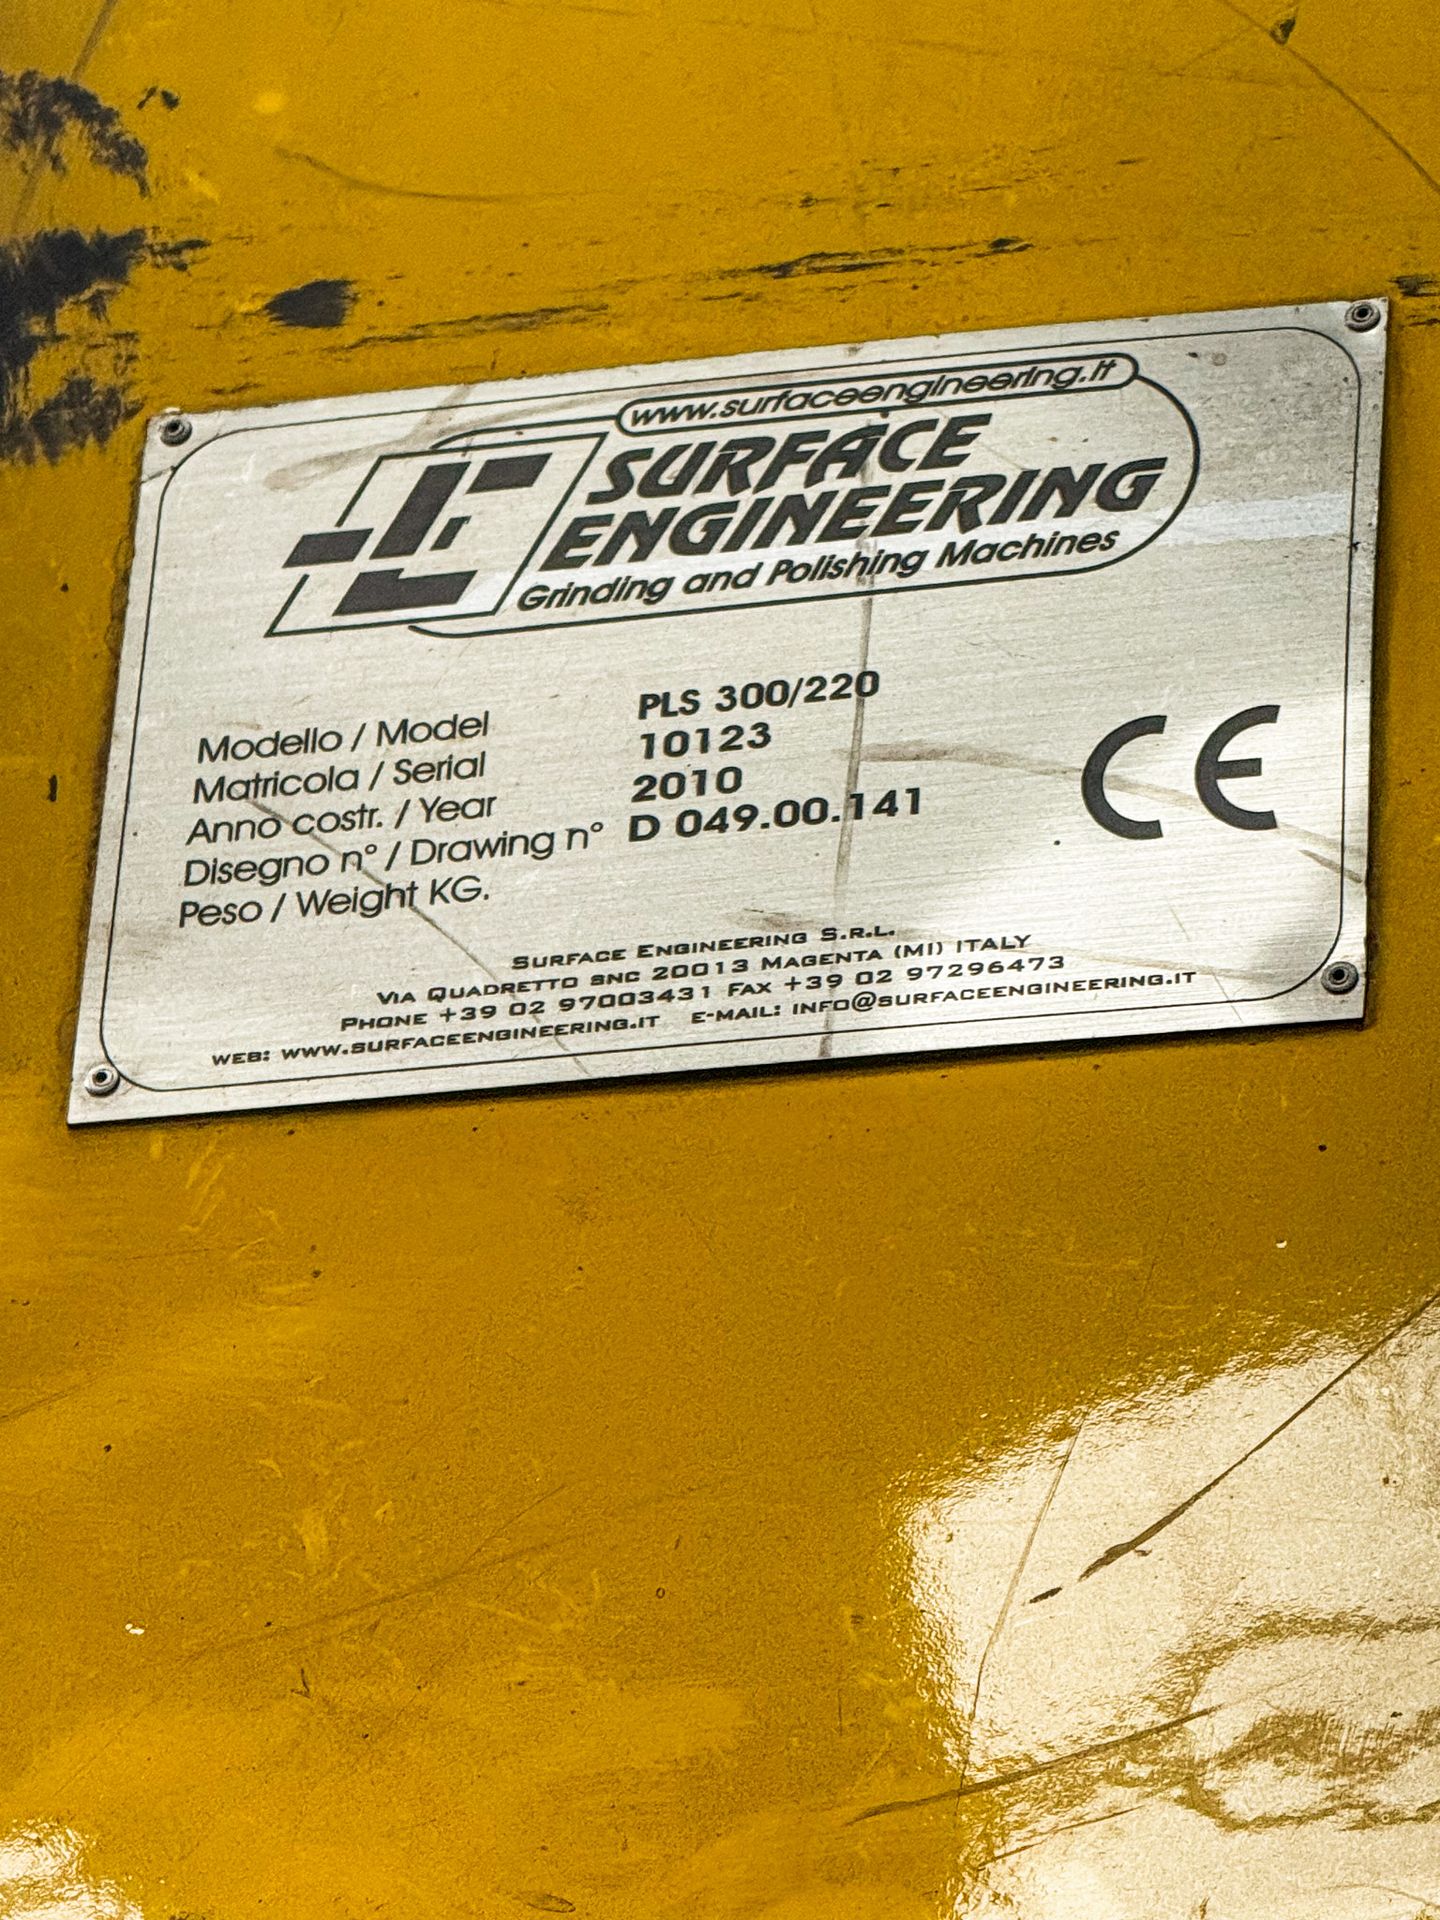 www.surfaceengineering.it
SURFACE
ENGINEERING
Grinding and Polishing Machines
Modello / Model PLS 300/220
Matricola / Serial 10123
Anno costr. / Year 2010
Disegno n° / Drawing n° D 049.00.141
Peso / Weight KG.
CE
SURFACE ENGINEERING S.R.L.
VIA QUADRETTO SNC 20013 MAGENTA (MI) ITALY
PHONE +39 02 97003431 FAX +39 02 97296473
WEB: WWW.SURFACEENGINEERING.IT E-MAIL: INFO@SURFACEENGINEERING.IT